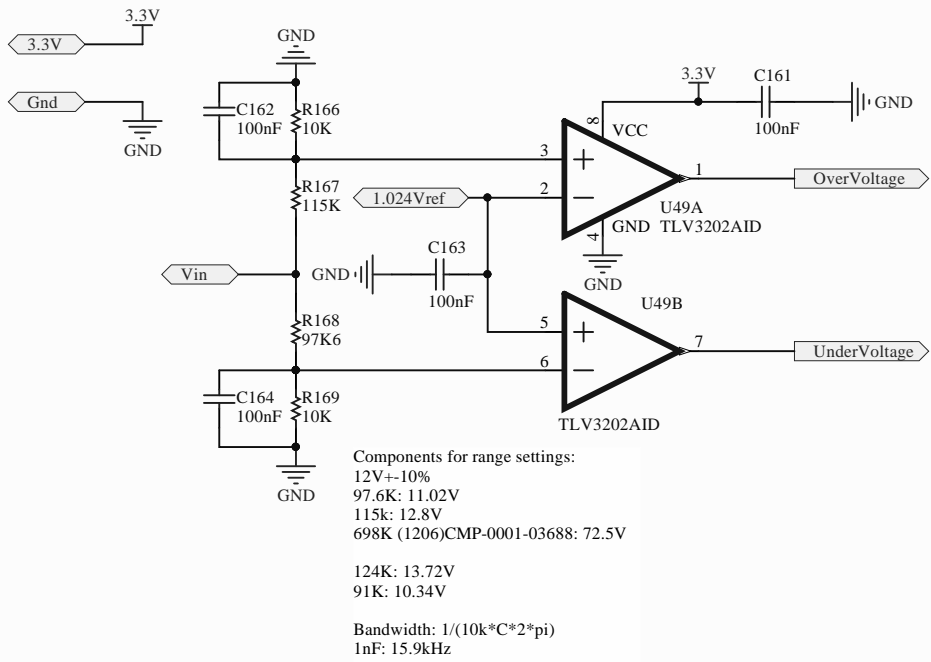 3.3V
3.3V
Gnd
GND
GND
C162
100nF
R166
10K
R167
115K
Vin
R168
97K6
C164
100nF
R169
10K
GND
1.024Vref
GND
C163
100nF
3
2
8
VCC
1
GND
4
U49A
TLV3202AID
GND
3.3V
C161
100nF
GND
OverVoltage
5
6
7
U49B
TLV3202AID
UnderVoltage
Components for range settings:
12V+-10%
97.6K: 11.02V
115k: 12.8V
698K (1206)CMP-0001-03688: 72.5V
124K: 13.72V
91K: 10.34V
Bandwidth: 1/(10k*C*2*pi)
1nF: 15.9kHz